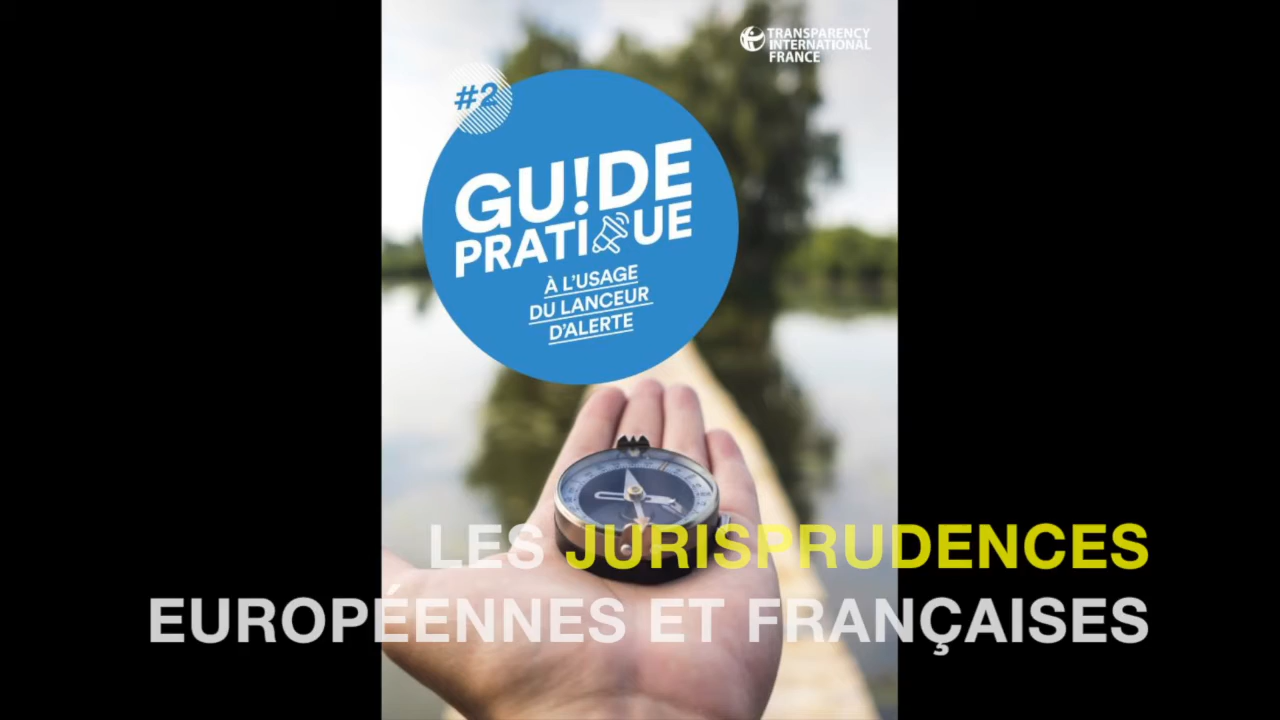 TRANSPARENCY
INTERNATIONAL
FRANCE
#2
GU!DE
PRATIQUE
À L'USAGE
DU LANCEUR
D'ALERTE
LES JURISPRUDENCES
EUROPÉENNES ET FRANÇAISES